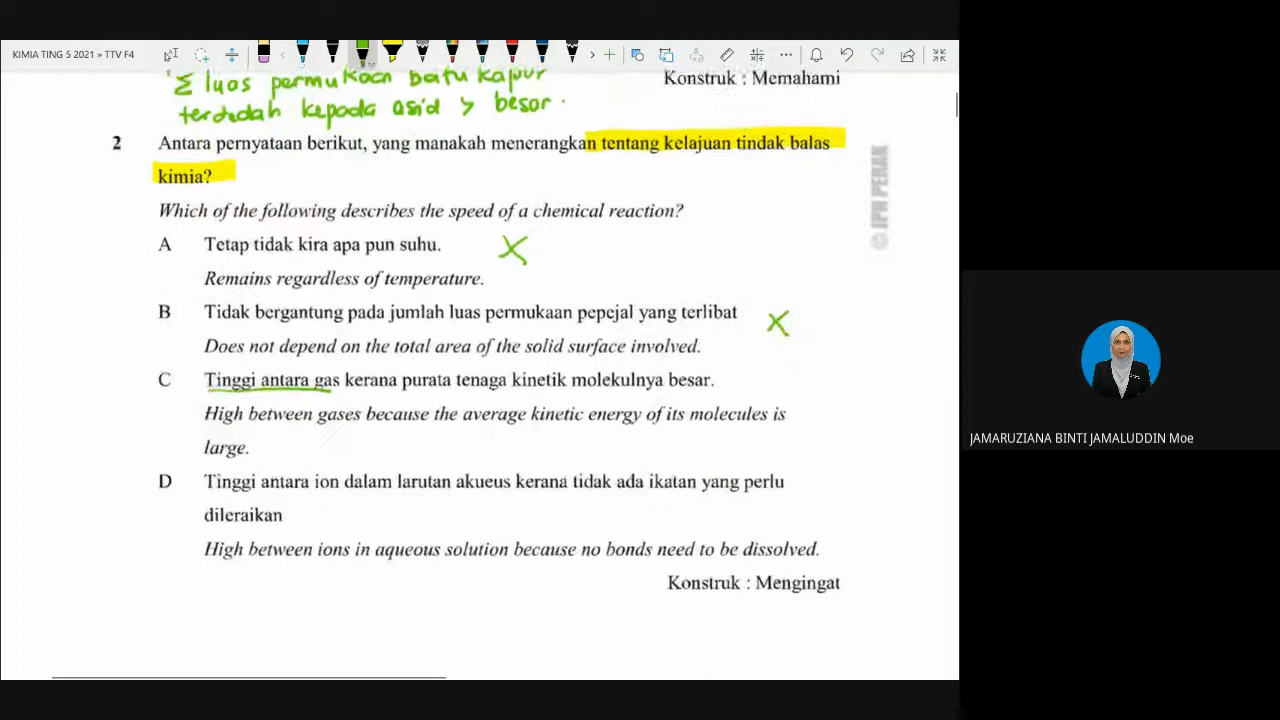 KIMIA TING 5 2021 » TTV F4
Σ luas permukaan batu kapur
terdedah kepada asid > besar.
Konstruk : Memahami
2 Antara pernyataan berikut, yang manakah menerangkan tentang kelajuan tindak balas
kimia?
Which of the following describes the speed of a chemical reaction?
A Tetap tidak kira apa pun suhu. X
Remains regardless of temperature.
B Tidak bergantung pada jumlah luas permukaan pepejal yang terlibat X
Does not depend on the total area of the solid surface involved.
C Tinggi antara gas kerana purata tenaga kinetik molekulnya besar.
High between gases because the average kinetic energy of its molecules is
large.
D Tinggi antara ion dalam larutan akueus kerana tidak ada ikatan yang perlu
dileraikan
High between ions in aqueous solution because no bonds need to be dissolved.
Konstruk : Mengingat
© JPN PERAK
JAMARUZIANA BINTI JAMALUDDIN Moe